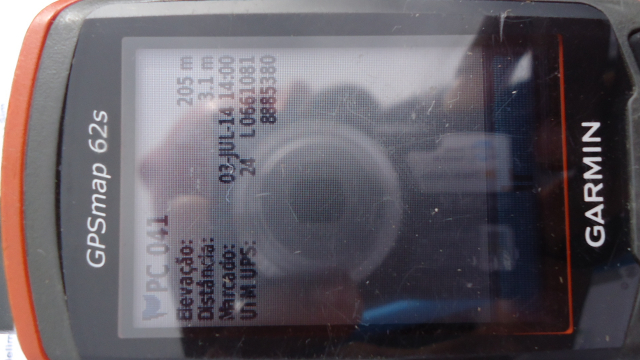 GPSmap 62s
PC 041
Elevação: 205 m
Distância: 3.1 m
Marcado: 03-JUL-14 14:00
UTM UPS: 24 L0661081
8885380
GARMIN